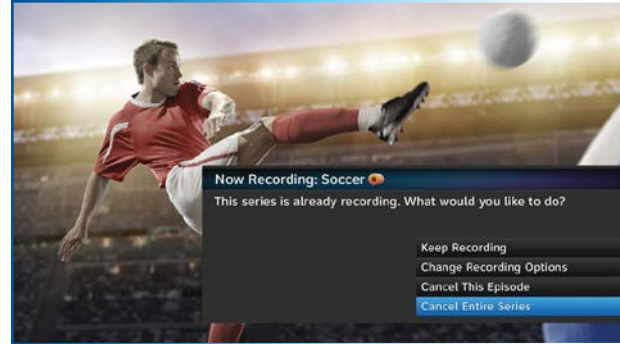 Now Recording: Soccer
This series is already recording. What would you like to do?
Keep Recording
Change Recording Options
Cancel This Episode
Cancel Entire Series